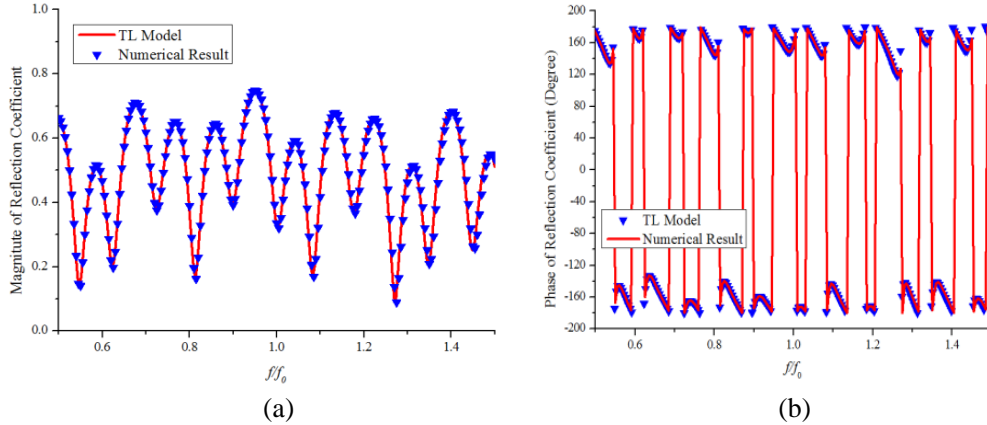 1.0
0.8
0.6
0.4
0.2
0.0
Magnitute of Reflection Coefficient
TL Model
Numerical Result
0.6 0.8 1.0 1.2 1.4
f/f0
(a)
200
160
120
80
40
0
-40
-80
-120
-160
-200
Phase of Reflection Coefficient (Degree)
TL Model
Numerical Result
0.6 0.8 1.0 1.2 1.4
f/f0
(b)